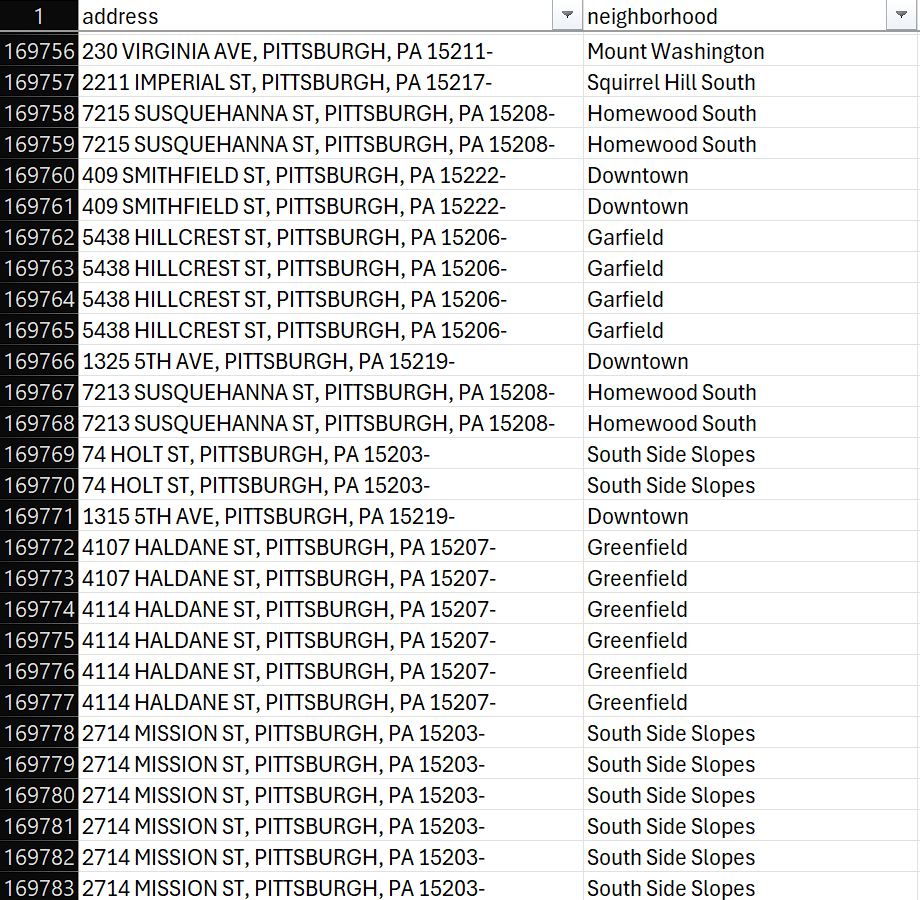 1 address neighborhood
169756 230 VIRGINIA AVE, PITTSBURGH, PA 15211- Mount Washington
169757 2211 IMPERIAL ST, PITTSBURGH, PA 15217- Squirrel Hill South
169758 7215 SUSQUEHANNA ST, PITTSBURGH, PA 15208- Homewood South
169759 7215 SUSQUEHANNA ST, PITTSBURGH, PA 15208- Homewood South
169760 409 SMITHFIELD ST, PITTSBURGH, PA 15222- Downtown
169761 409 SMITHFIELD ST, PITTSBURGH, PA 15222- Downtown
169762 5438 HILLCREST ST, PITTSBURGH, PA 15206- Garfield
169763 5438 HILLCREST ST, PITTSBURGH, PA 15206- Garfield
169764 5438 HILLCREST ST, PITTSBURGH, PA 15206- Garfield
169765 5438 HILLCREST ST, PITTSBURGH, PA 15206- Garfield
169766 1325 5TH AVE, PITTSBURGH, PA 15219- Downtown
169767 7213 SUSQUEHANNA ST, PITTSBURGH, PA 15208- Homewood South
169768 7213 SUSQUEHANNA ST, PITTSBURGH, PA 15208- Homewood South
169769 74 HOLT ST, PITTSBURGH, PA 15203- South Side Slopes
169770 74 HOLT ST, PITTSBURGH, PA 15203- South Side Slopes
169771 1315 5TH AVE, PITTSBURGH, PA 15219- Downtown
169772 4107 HALDANE ST, PITTSBURGH, PA 15207- Greenfield
169773 4107 HALDANE ST, PITTSBURGH, PA 15207- Greenfield
169774 4114 HALDANE ST, PITTSBURGH, PA 15207- Greenfield
169775 4114 HALDANE ST, PITTSBURGH, PA 15207- Greenfield
169776 4114 HALDANE ST, PITTSBURGH, PA 15207- Greenfield
169777 4114 HALDANE ST, PITTSBURGH, PA 15207- Greenfield
169778 2714 MISSION ST, PITTSBURGH, PA 15203- South Side Slopes
169779 2714 MISSION ST, PITTSBURGH, PA 15203- South Side Slopes
169780 2714 MISSION ST, PITTSBURGH, PA 15203- South Side Slopes
169781 2714 MISSION ST, PITTSBURGH, PA 15203- South Side Slopes
169782 2714 MISSION ST, PITTSBURGH, PA 15203- South Side Slopes
169783 2714 MISSION ST, PITTSBURGH, PA 15203- South Side Slopes